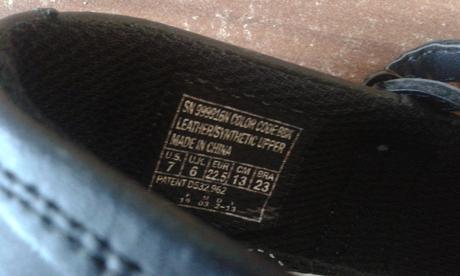 SN 999016N COLOR CODE BBK
LEATHER/SYNTHETIC UPPER
MADE IN CHINA
U.S. U.K. EUR CM BRA
7 6 22.5 13 23
PATENT D532,962